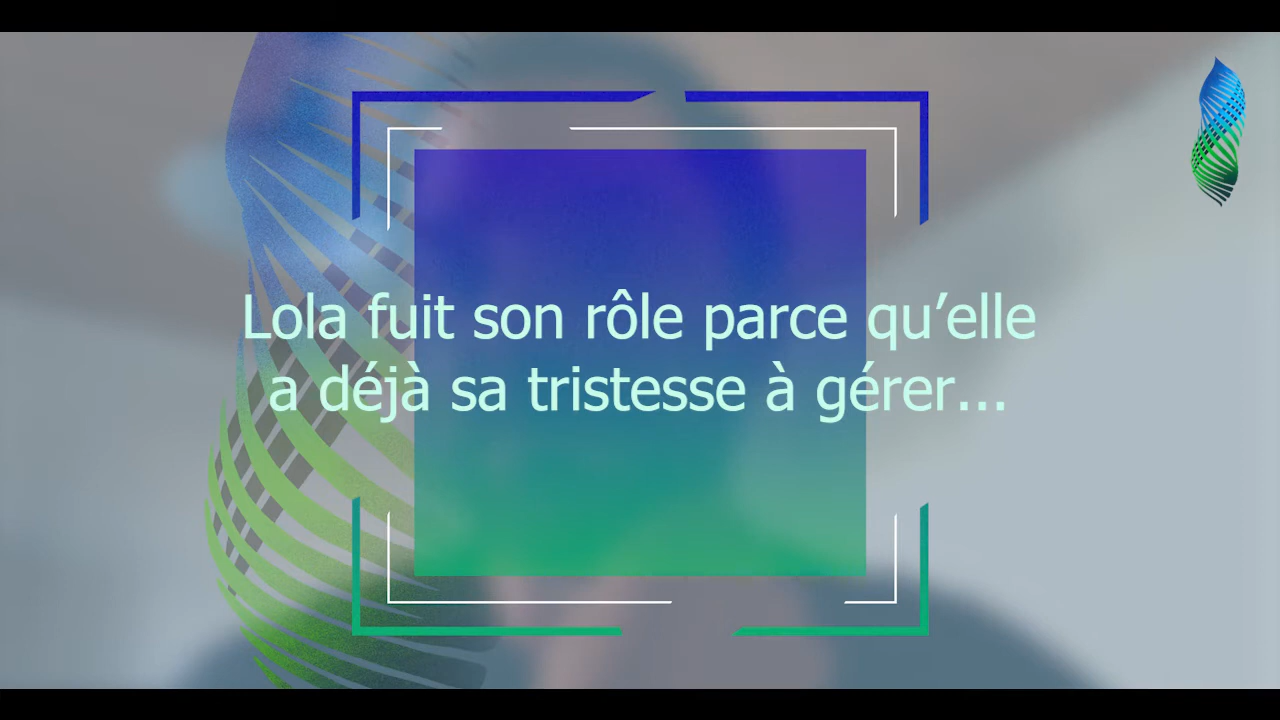 Lola fuit son rôle parce qu’elle
a déjà sa tristesse à gérer...